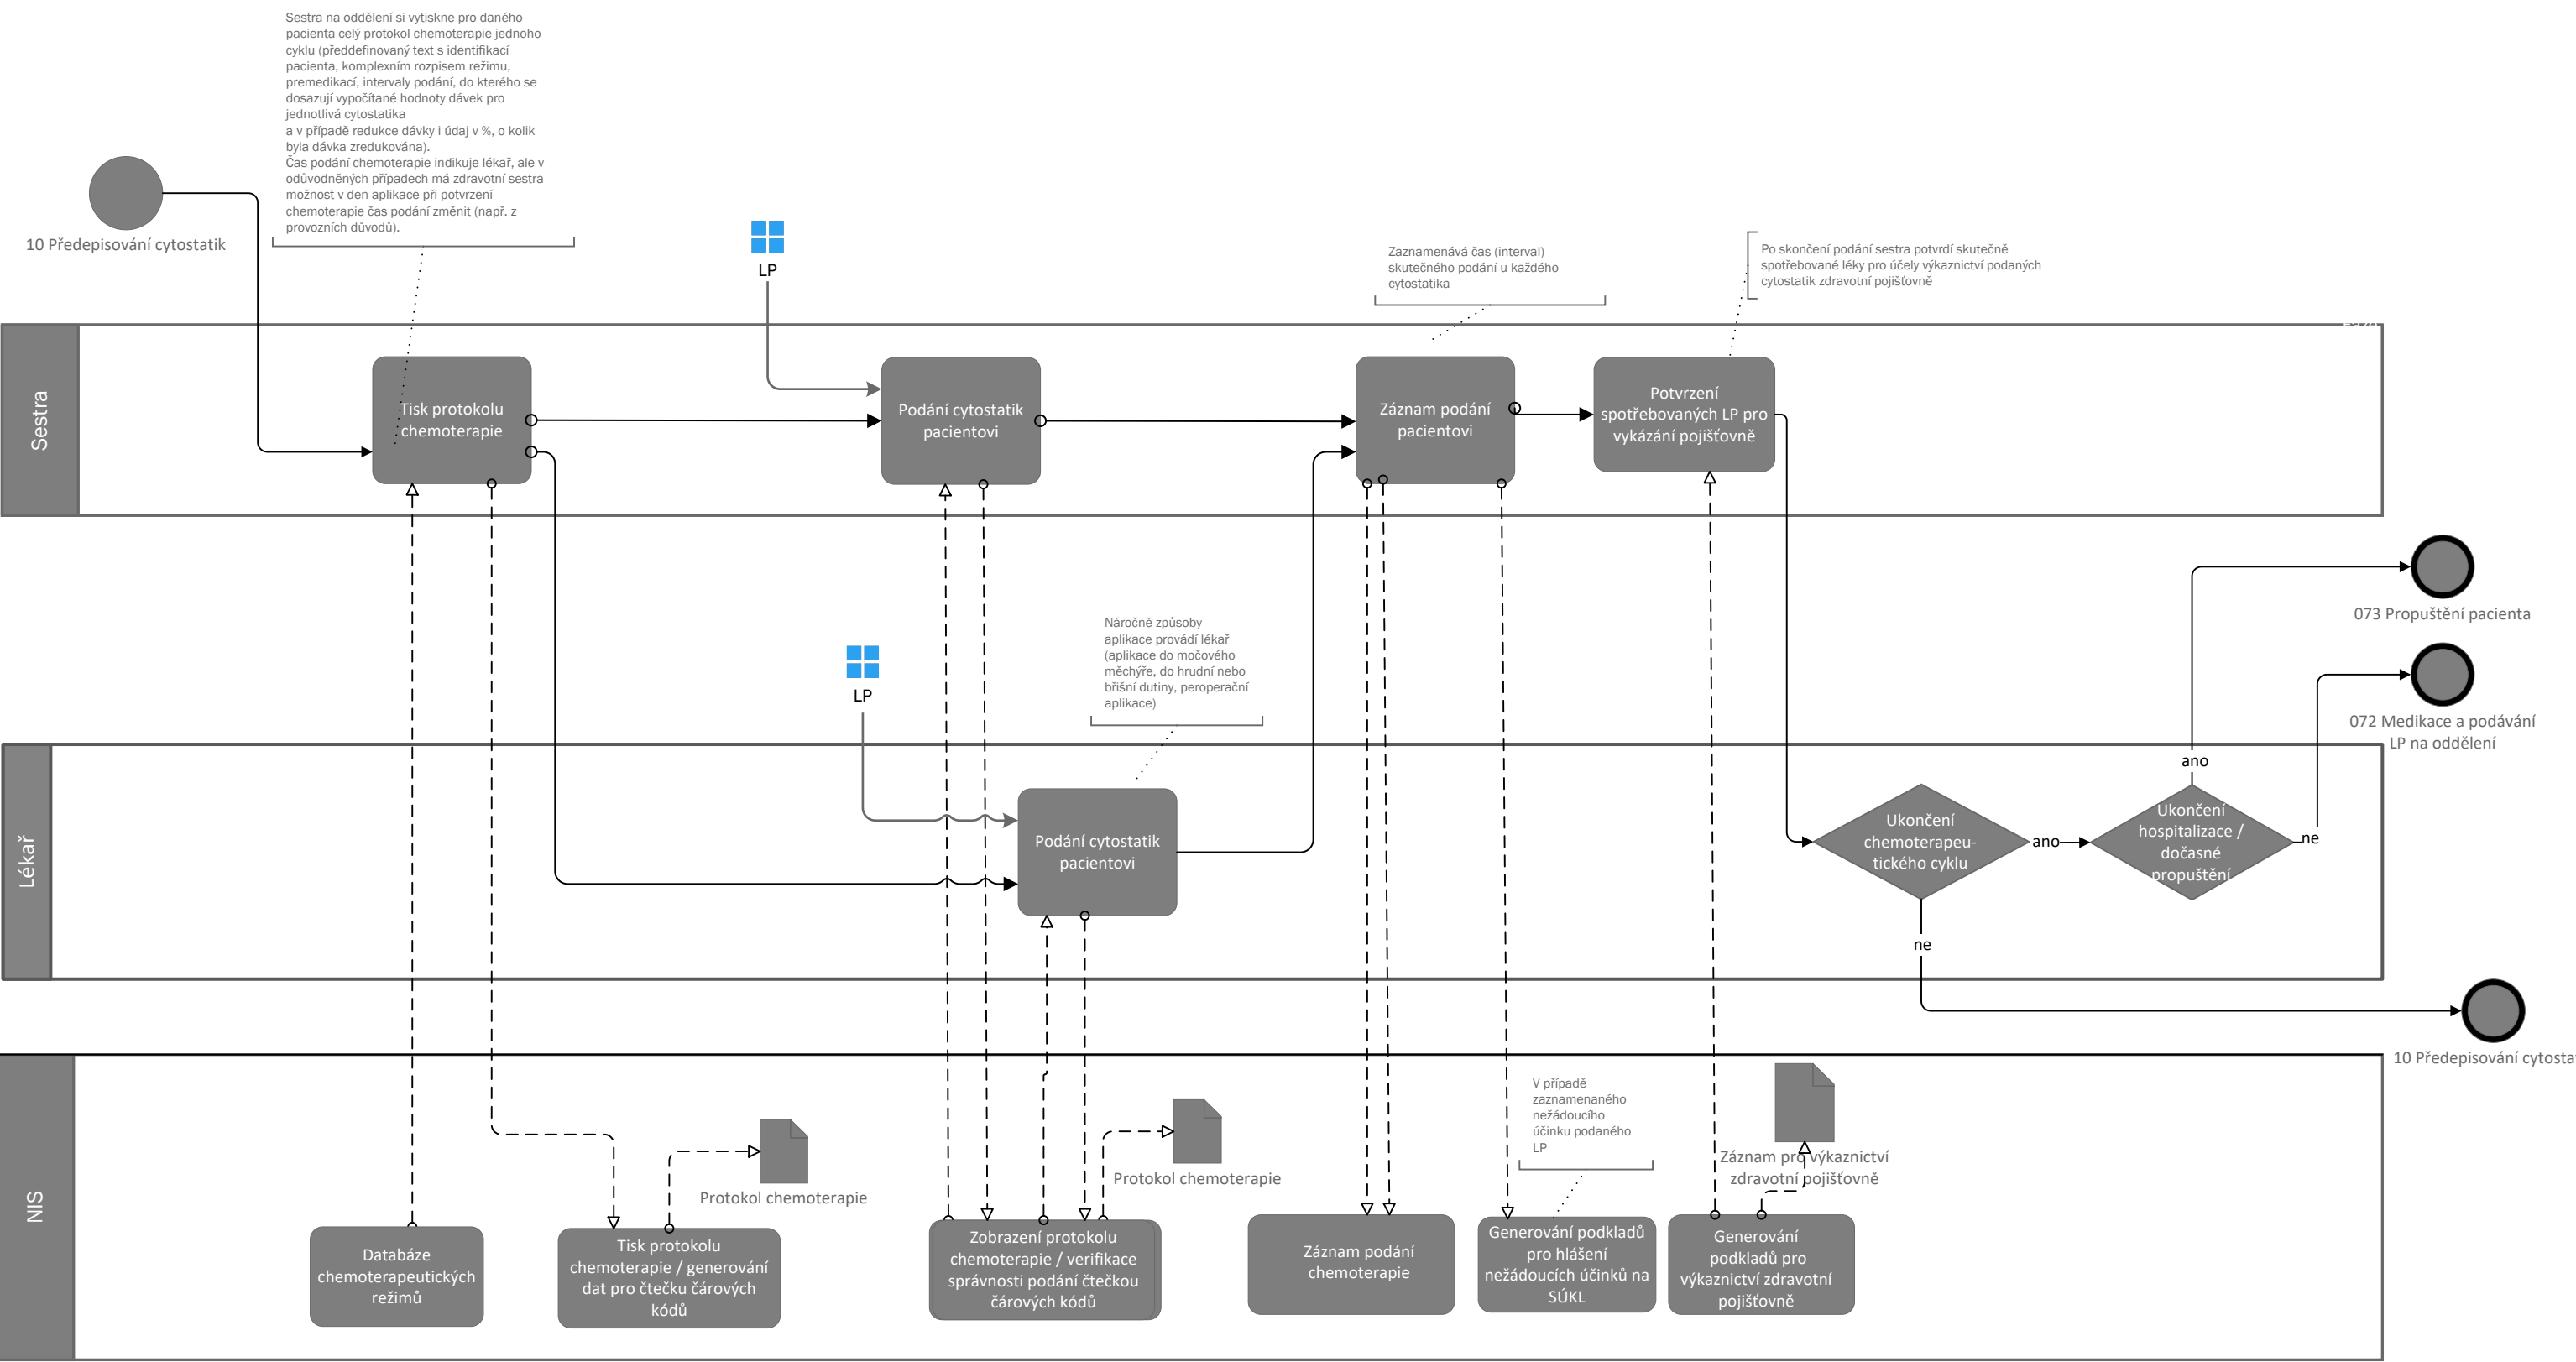 Sestra na oddělení si vytiskne pro daného
pacienta celý protokol chemoterapie jednoho
cyklu (předdefinovaný text s identifikací
pacienta, komplexním rozpisem režimu,
premedikací, intervaly podání, do kterého se
dosazují vypočítané hodnoty dávek pro
jednotlivá cytostatika
a v případě redukce dávky i údaj v %, o kolik
byla dávka zredukována).
Čas podání chemoterapie indikuje lékař, ale v
odůvodněných případech má zdravotní sestra
možnost v den aplikace při potvrzení
chemoterapie čas podání změnit (např. z
provozních důvodů).
10 Předepisování cytostatik
LP
Zaznamenává čas (interval)
skutečného podání u každého
cytostatika
Po skončení podání sestra potvrdí skutečně
spotřebované léky pro účely výkaznictví podaných
cytostatik zdravotní pojišťovně
Sestra
Tisk protokolu
chemoterapie
Podání cytostatik
pacientovi
Záznam podání
pacientovi
Potvrzení
spotřebovaných LP pro
vykázání pojišťovně
073 Propuštění pacienta
072 Medikace a podávání
LP na oddělení
Náročně způsoby
aplikace provádí lékař
(aplikace do močového
měchýře, do hrudní nebo
břišní dutiny, peroperační
aplikace)
LP
Lékař
Podání cytostatik
pacientovi
Ukončení
chemoterapeu-
tického cyklu
ano
Ukončení
hospitalizace /
dočasné
propuštění
ano
ne
ne
10 Předepisování cytosta
NIS
V případě
zaznamenaného
nežádoucího
účinku podaného
LP
Protokol chemoterapie
Protokol chemoterapie
Záznam pro výkaznictví
zdravotní pojišťovně
Databáze
chemoterapeutických
režimů
Tisk protokolu
chemoterapie / generování
dat pro čtečku čárových
kódů
Zobrazení protokolu
chemoterapie / verifikace
správnosti podání čtečkou
čárových kódů
Záznam podání
chemoterapie
Generování podkladů
pro hlášení
nežádoucích účinků na
SÚKL
Generování
podkladů pro
výkaznictví zdravotní
pojišťovně